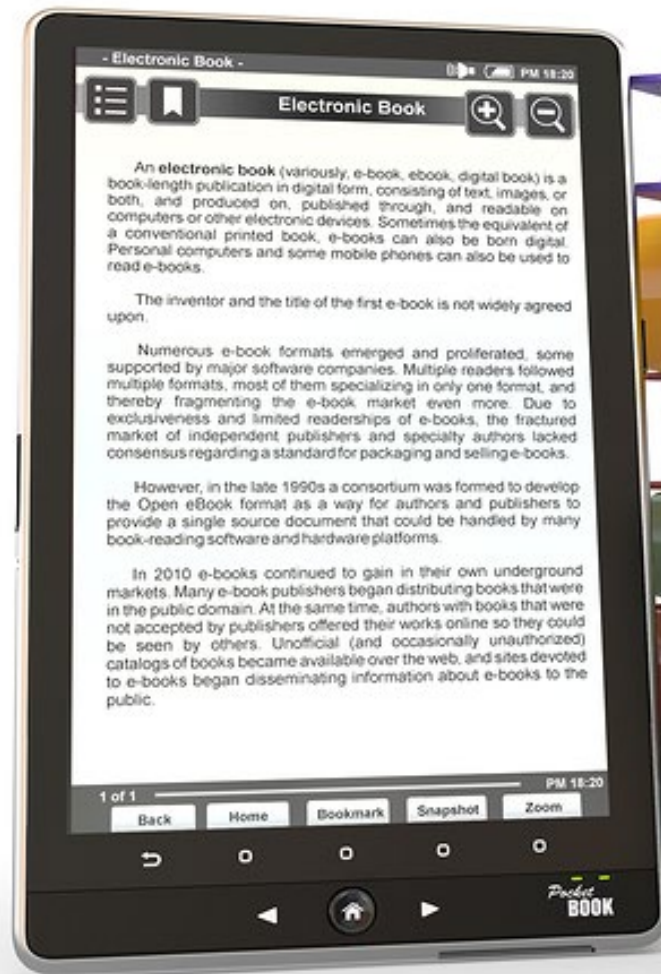 - Electronic Book -
PM 18:20
Electronic Book
An electronic book (variously, e-book, ebook, digital book) is a
book-length publication in digital form, consisting of text, images, or
both, and produced on, published through, and readable on
computers or other electronic devices. Sometimes the equivalent of
a conventional printed book, e-books can also be born digital.
Personal computers and some mobile phones can also be used to
read e-books.
The inventor and the title of the first e-book is not widely agreed
upon.
Numerous e-book formats emerged and proliferated, some
supported by major software companies. Multiple readers followed
multiple formats, most of them specializing in only one format, and
thereby fragmenting the e-book market even more. Due to
exclusiveness and limited readerships of e-books, the fractured
market of independent publishers and specialty authors lacked
consensus regarding a standard for packaging and selling e-books.
However, in the late 1990s a consortium was formed to develop
the Open eBook format as a way for authors and publishers to
provide a single source document that could be handled by many
book-reading software and hardware platforms.
In 2010 e-books continued to gain in their own underground
markets. Many e-book publishers began distributing books that were
in the public domain. At the same time, authors with books that were
not accepted by publishers offered their works online so they could
be seen by others. Unofficial (and occasionally unauthorized)
catalogs of books became available over the web, and sites devoted
to e-books began disseminating information about e-books to the
public.
1 of 1
PM 18:20
Back Home Bookmark Snapshot Zoom
Pocket
BOOK